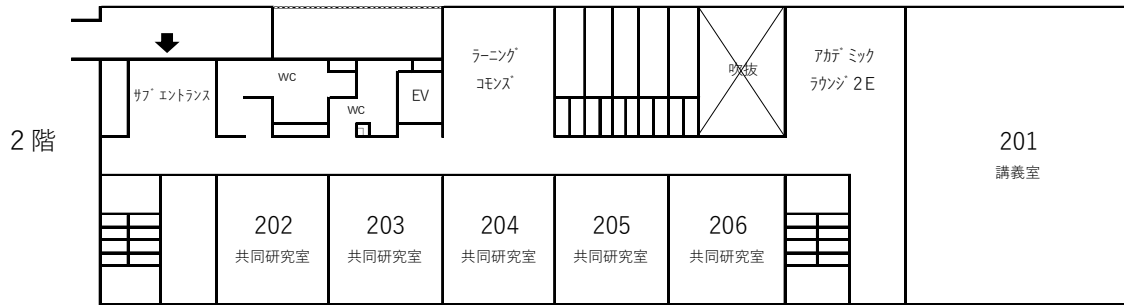 2階
サブエントランス
wc
wc
EV
ラーニング
コモンズ
吹抜
アカデミック
ラウンジ2E
201
講義室
202
共同研究室
203
共同研究室
204
共同研究室
205
共同研究室
206
共同研究室